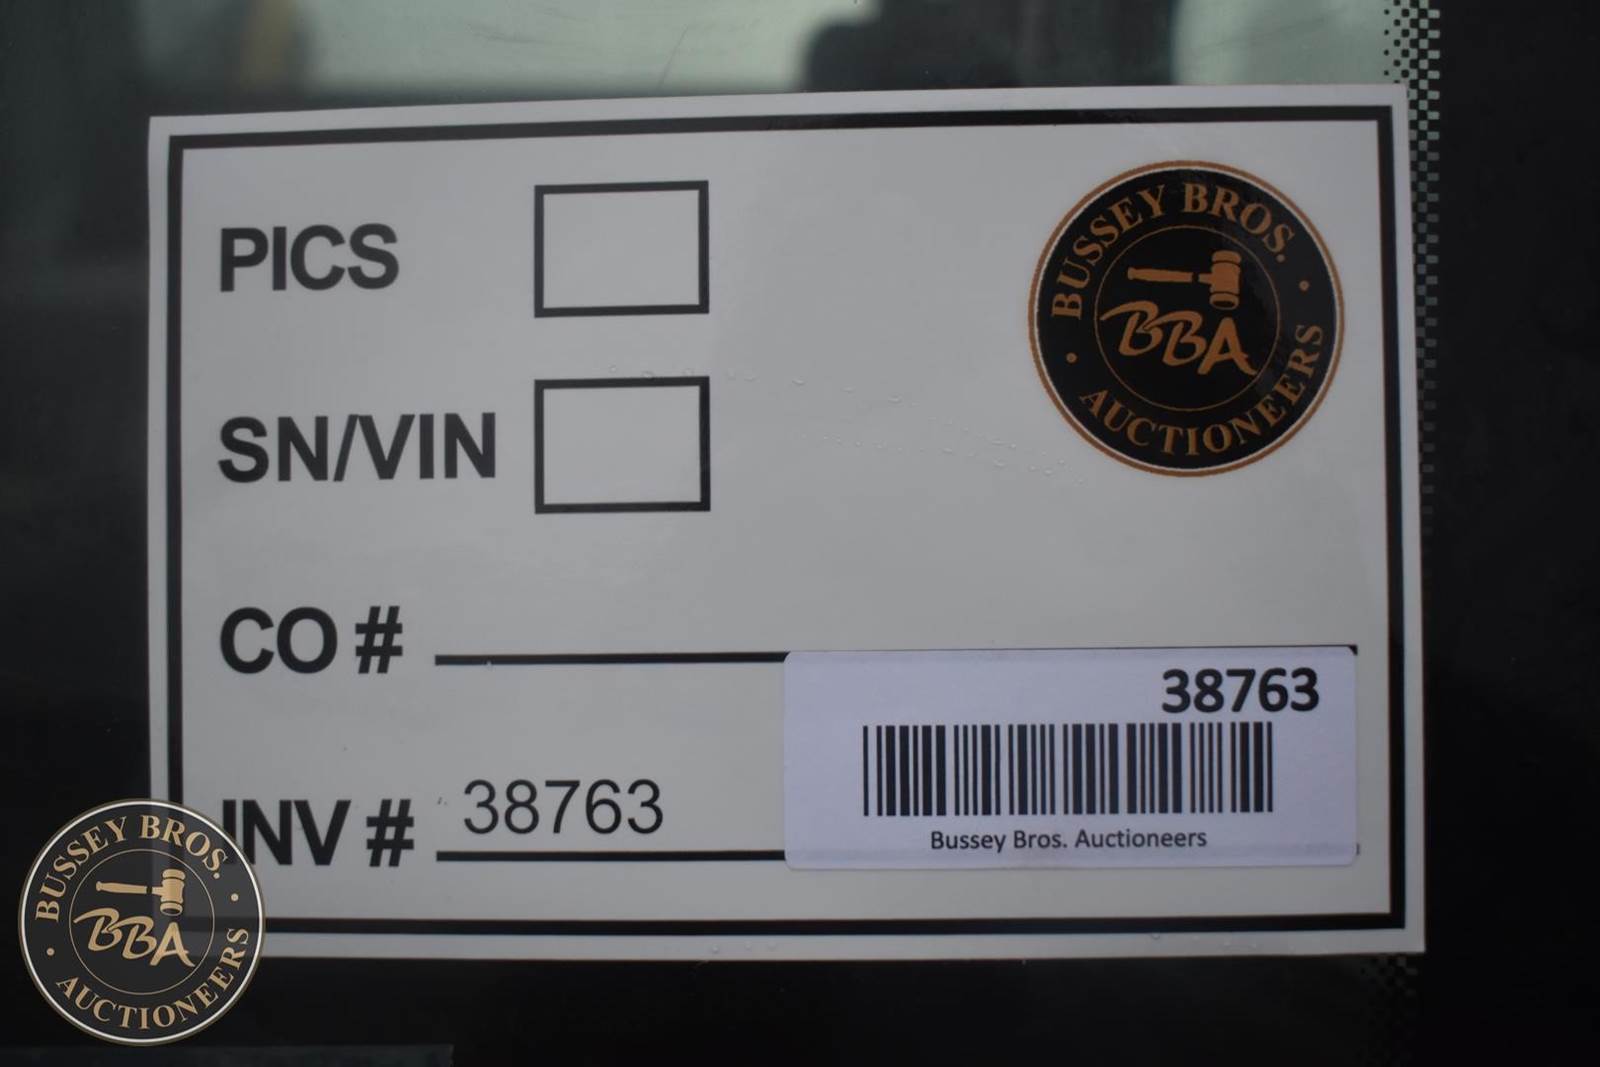 PICS
SN/VIN
CO #
INV # 38763
BUSSEY BROS.
BBA
AUCTIONEERS
38763
Bussey Bros. Auctioneers
BUSSEY BROS.
BBA
AUCTIONEERS